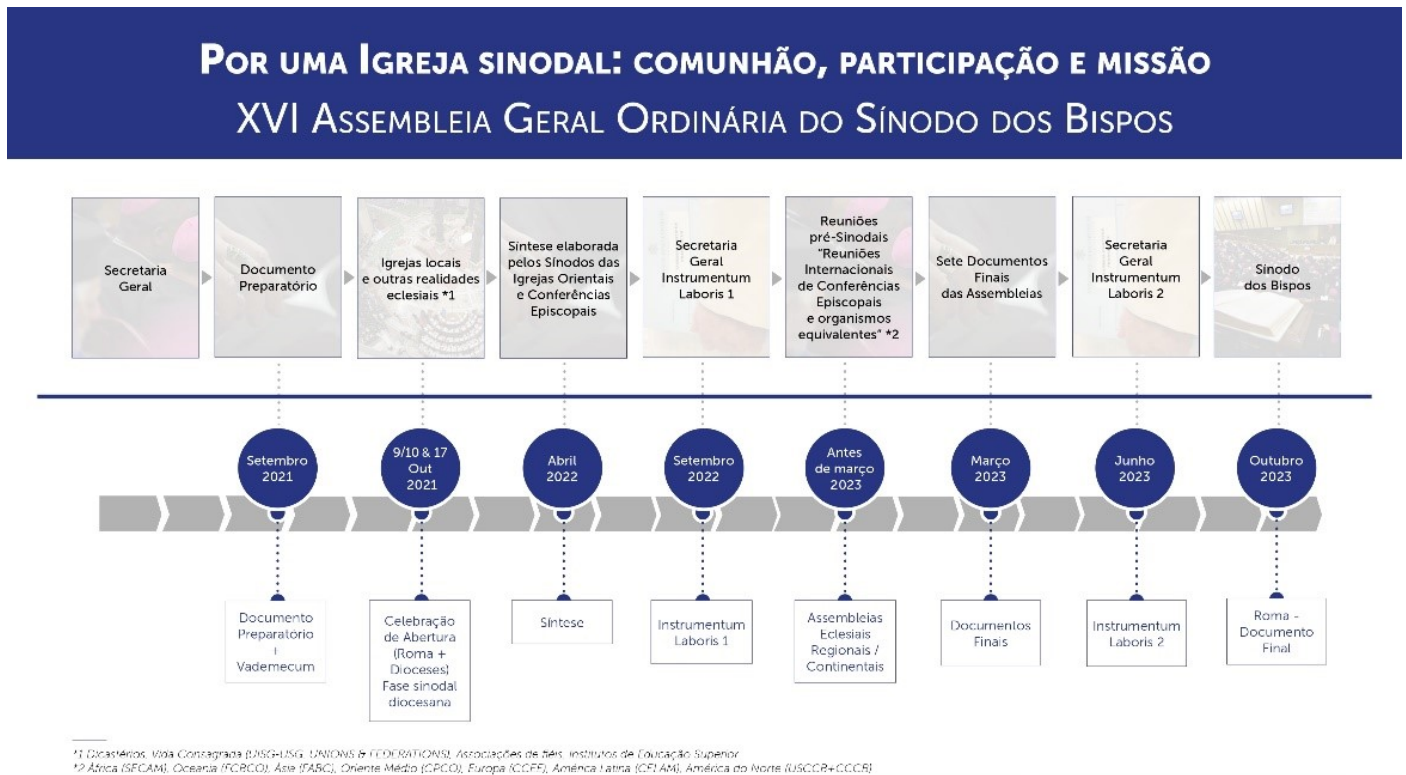 Por uma Igreja sinodal: comunhão, participação e missão
XVI Assembleia Geral Ordinária do Sínodo dos Bispos
Secretaria
Geral
Documento
Preparatório
Igrejas locais
e outras realidades
eclesiais *1
Síntese elaborada
pelos Sínodos das
Igrejas Orientais
e Conferências
Episcopais
Secretaria
Geral
Instrumentum
Laboris 1
Reuniões
pré-Sinodais
“Reuniões
Internacionais
de Conferências
Episcopais
e organismos
equivalentes” *2
Sete Documentos
Finais
das Assembleias
Secretaria
Geral
Instrumentum
Laboris 2
Sínodo
dos Bispos
Setembro
2021
9/10 & 17
Out
2021
Abril
2022
Setembro
2022
Antes
de março
2023
Março
2023
Junho
2023
Outubro
2023
Documento
Preparatório
+
Vademecum
Celebração
de Abertura
(Roma +
Dioceses)
Fase sinodal
diocesana
Síntese
Instrumentum
Laboris 1
Assembleias
Eclesiais
Regionais /
Continentais
Documentos
Finais
Instrumentum
Laboris 2
Roma -
Documento
Final
*1 Dicastérios, Vida Consagrada (UISG-USG, UNIONS & FEDERATIONS), Associações de fiéis, Institutos de Educação Superior
*2 África (SECAM), Oceania (FCBCO), Ásia (FABC), Oriente Médio (CPCO), Europa (CCEE), América Latina (CELAM), América do Norte (USCCB+CCCB)